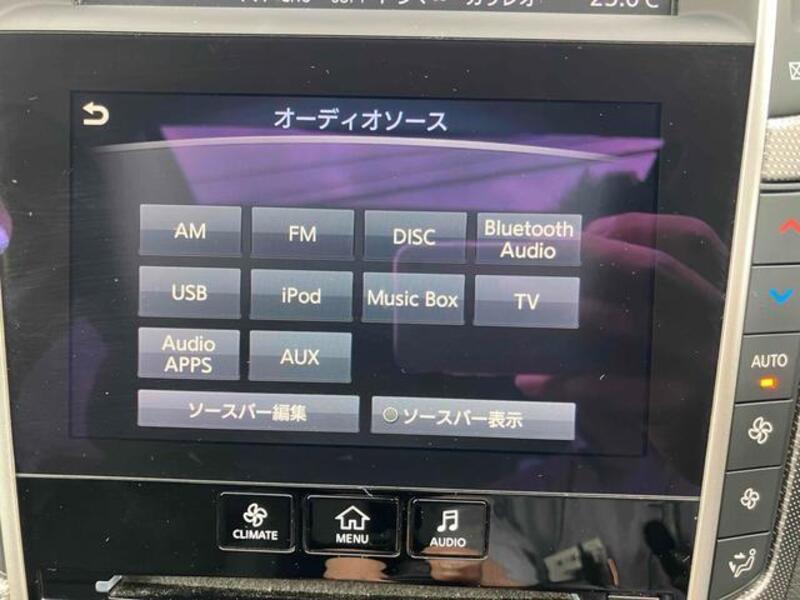 25.0°C
オーディオソース
AM
FM
DISC
Bluetooth
Audio
USB
iPod
Music Box
TV
Audio
APPS
AUX
ソースバー編集
ソースバー表示
AUTO
CLIMATE
MENU
AUDIO